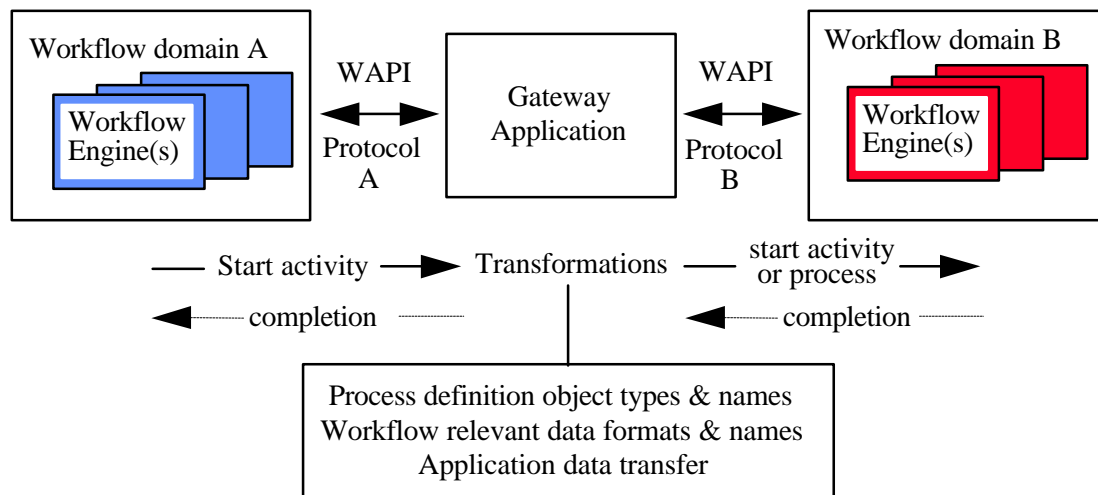 Workflow domain A
Workflow
Engine(s)
WAPI
Protocol
A
Gateway
Application
WAPI
Protocol
B
Workflow domain B
Workflow
Engine(s)
Start activity
Transformations
start activity
or process
completion
completion
Process definition object types & names
Workflow relevant data formats & names
Application data transfer